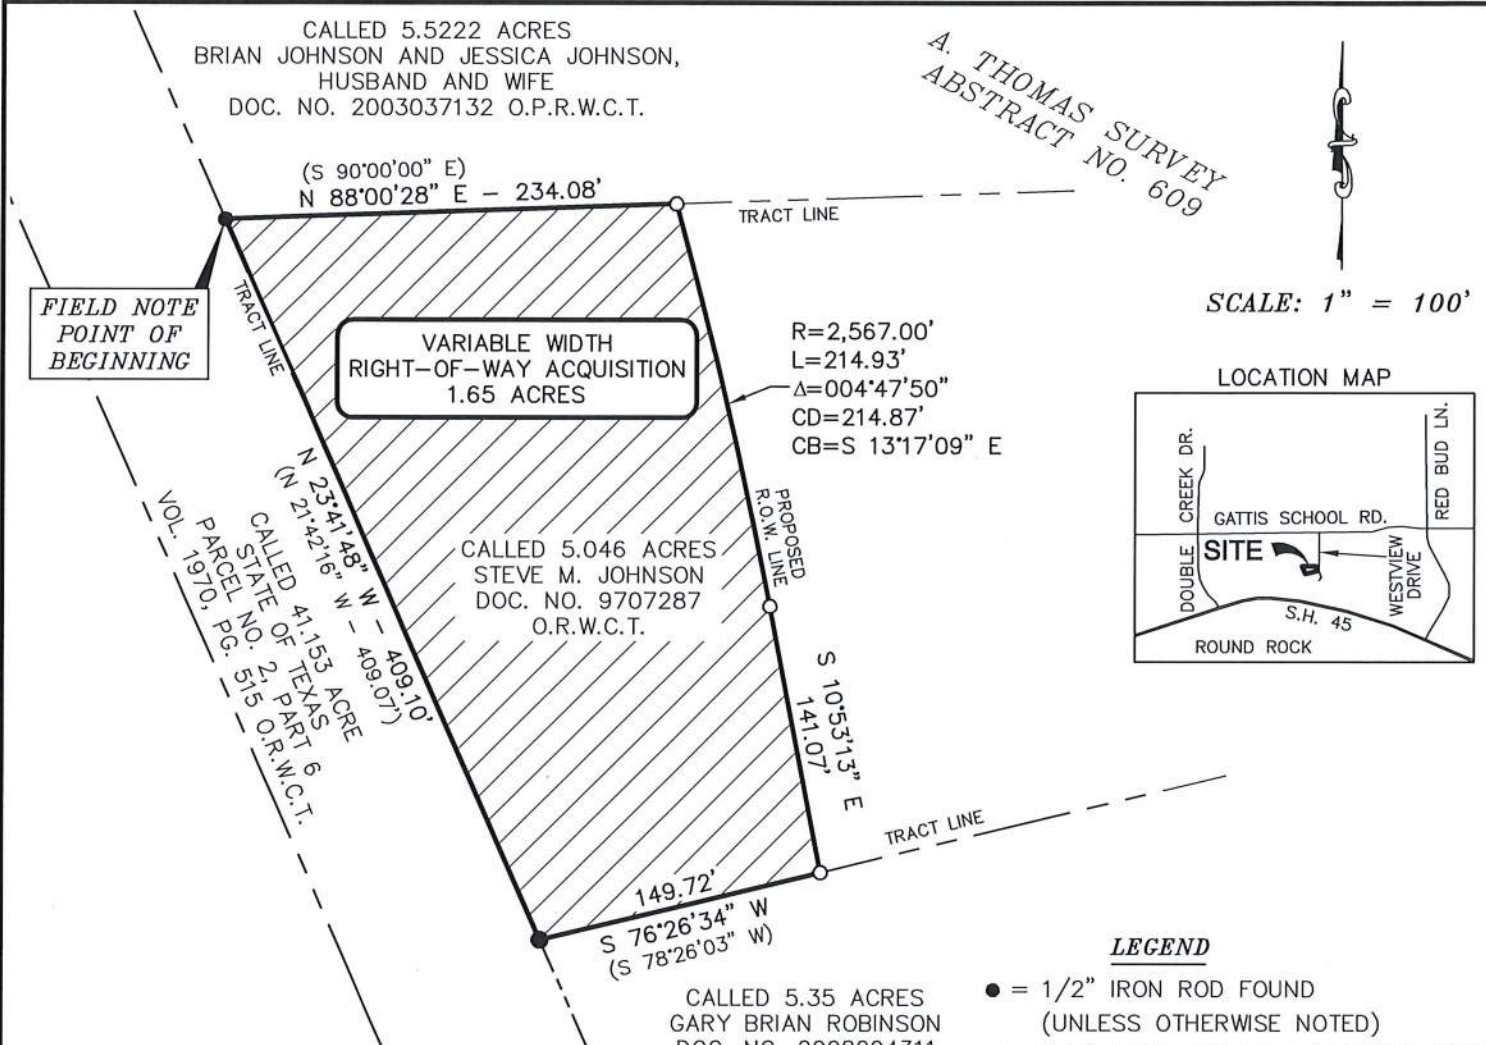 CALLED 5.5222 ACRES
BRIAN JOHNSON AND JESSICA JOHNSON,
HUSBAND AND WIFE
DOC. NO. 2003037132 O.P.R.W.C.T.
A. THOMAS SURVEY
ABSTRACT NO. 609
(S 90°00'00" E)
N 88°00'28" E - 234.08'
TRACT LINE
SCALE: 1" = 100'
FIELD NOTE
POINT OF
BEGINNING
TRACT LINE
VARIABLE WIDTH
RIGHT-OF-WAY ACQUISITION
1.65 ACRES
R=2,567.00'
L=214.93'
Δ=004°47'50"
CD=214.87'
CB=S 13°17'09" E
LOCATION MAP
DOUBLE CREEK DR.
GATTIS SCHOOL RD.
RED BUD LN.
SITE
WESTVIEW
DRIVE
S.H. 45
ROUND ROCK
N 23°41'48" W - 409.10'
(N 21°42'16" W - 409.07')
CALLED 41.153 ACRE
STATE OF TEXAS
PARCEL NO. 2, PART 6
VOL. 1970, PG. 515 O.R.W.C.T.
CALLED 5.046 ACRES
STEVE M. JOHNSON
DOC. NO. 9707287
O.R.W.C.T.
PROPOSED
R.O.W. LINE
S 10°53'13" E
141.07'
TRACT LINE
149.72'
S 76°26'34" W
(S 78°26'03" W)
LEGEND
● = 1/2" IRON ROD FOUND
(UNLESS OTHERWISE NOTED)
CALLED 5.35 ACRES
GARY BRIAN ROBINSON